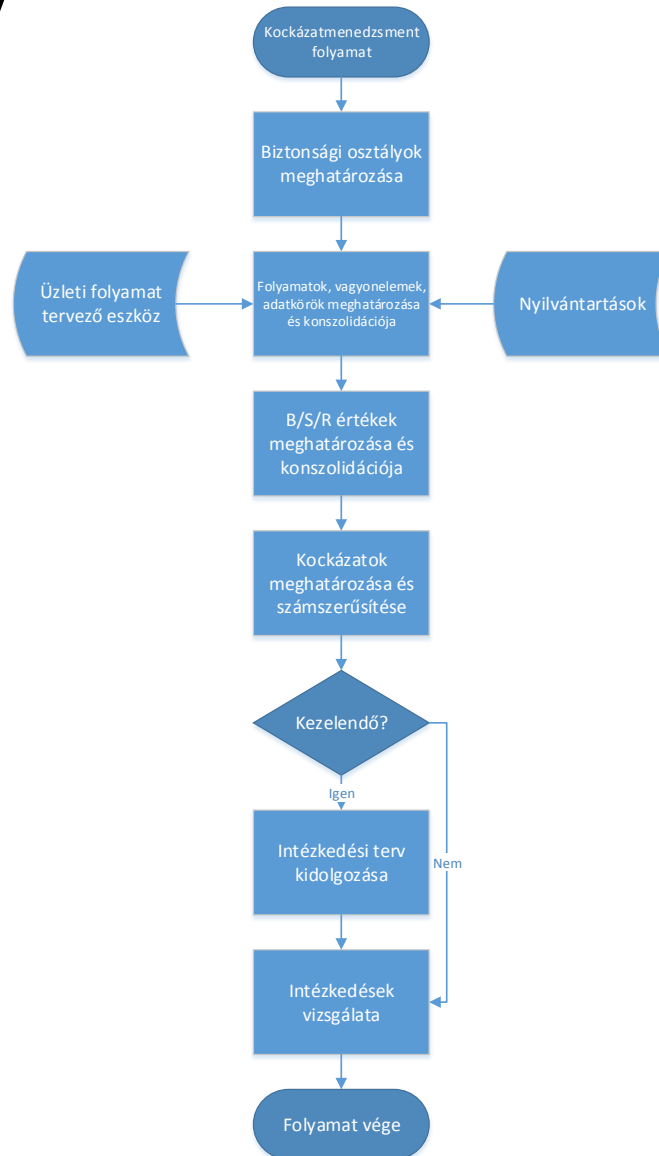 Kockázatmenedzsment
folyamat
Biztonsági osztályok
meghatározása
Üzleti folyamat
tervező eszköz
Folyamatok, vagyonelemek,
adatkörök meghatározása
és konszolidációja
Nyilvántartások
B/S/R értékek
meghatározása és
konszolidációja
Kockázatok
meghatározása és
számszerűsítése
Kezelendő?
Igen
Intézkedési terv
kidolgozása
Nem
Intézkedések
vizsgálata
Folyamat vége